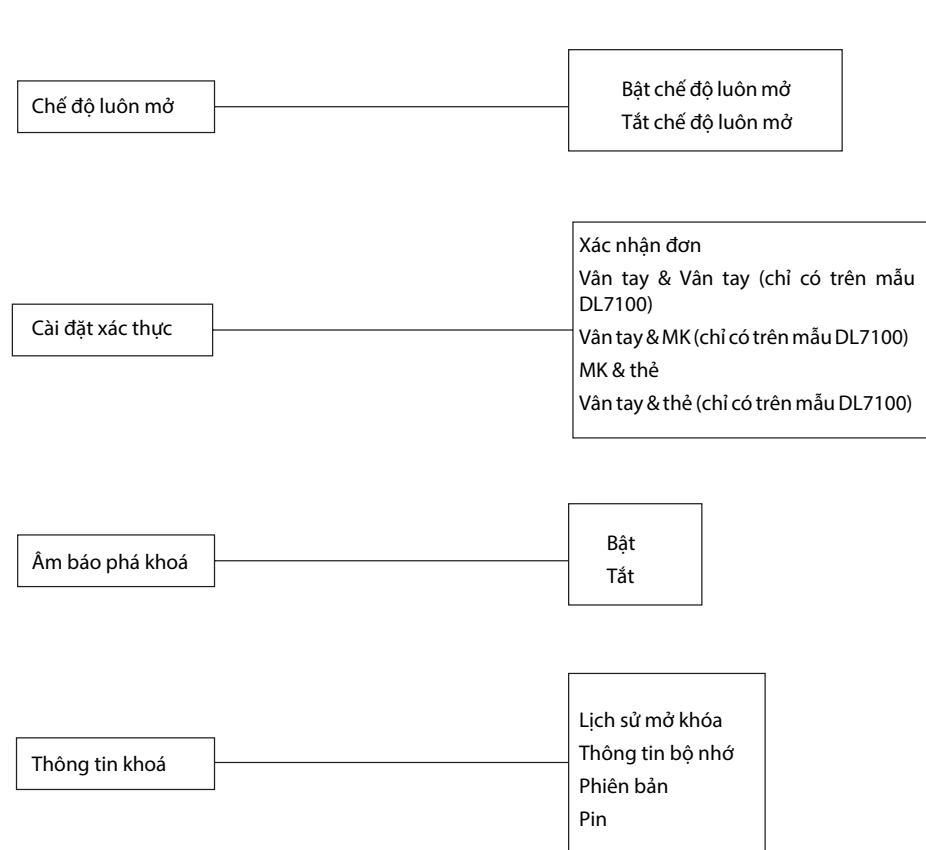 Chế độ luôn mở
Bật chế độ luôn mở
Tắt chế độ luôn mở
Cài đặt xác thực
Xác nhận đơn
Vân tay & Vân tay (chỉ có trên mẫu
DL7100)
Vân tay & MK (chỉ có trên mẫu DL7100)
MK & thẻ
Vân tay & thẻ (chỉ có trên mẫu DL7100)
Âm báo phá khoá
Bật
Tắt
Thông tin khoá
Lịch sử mở khóa
Thông tin bộ nhớ
Phiên bản
Pin